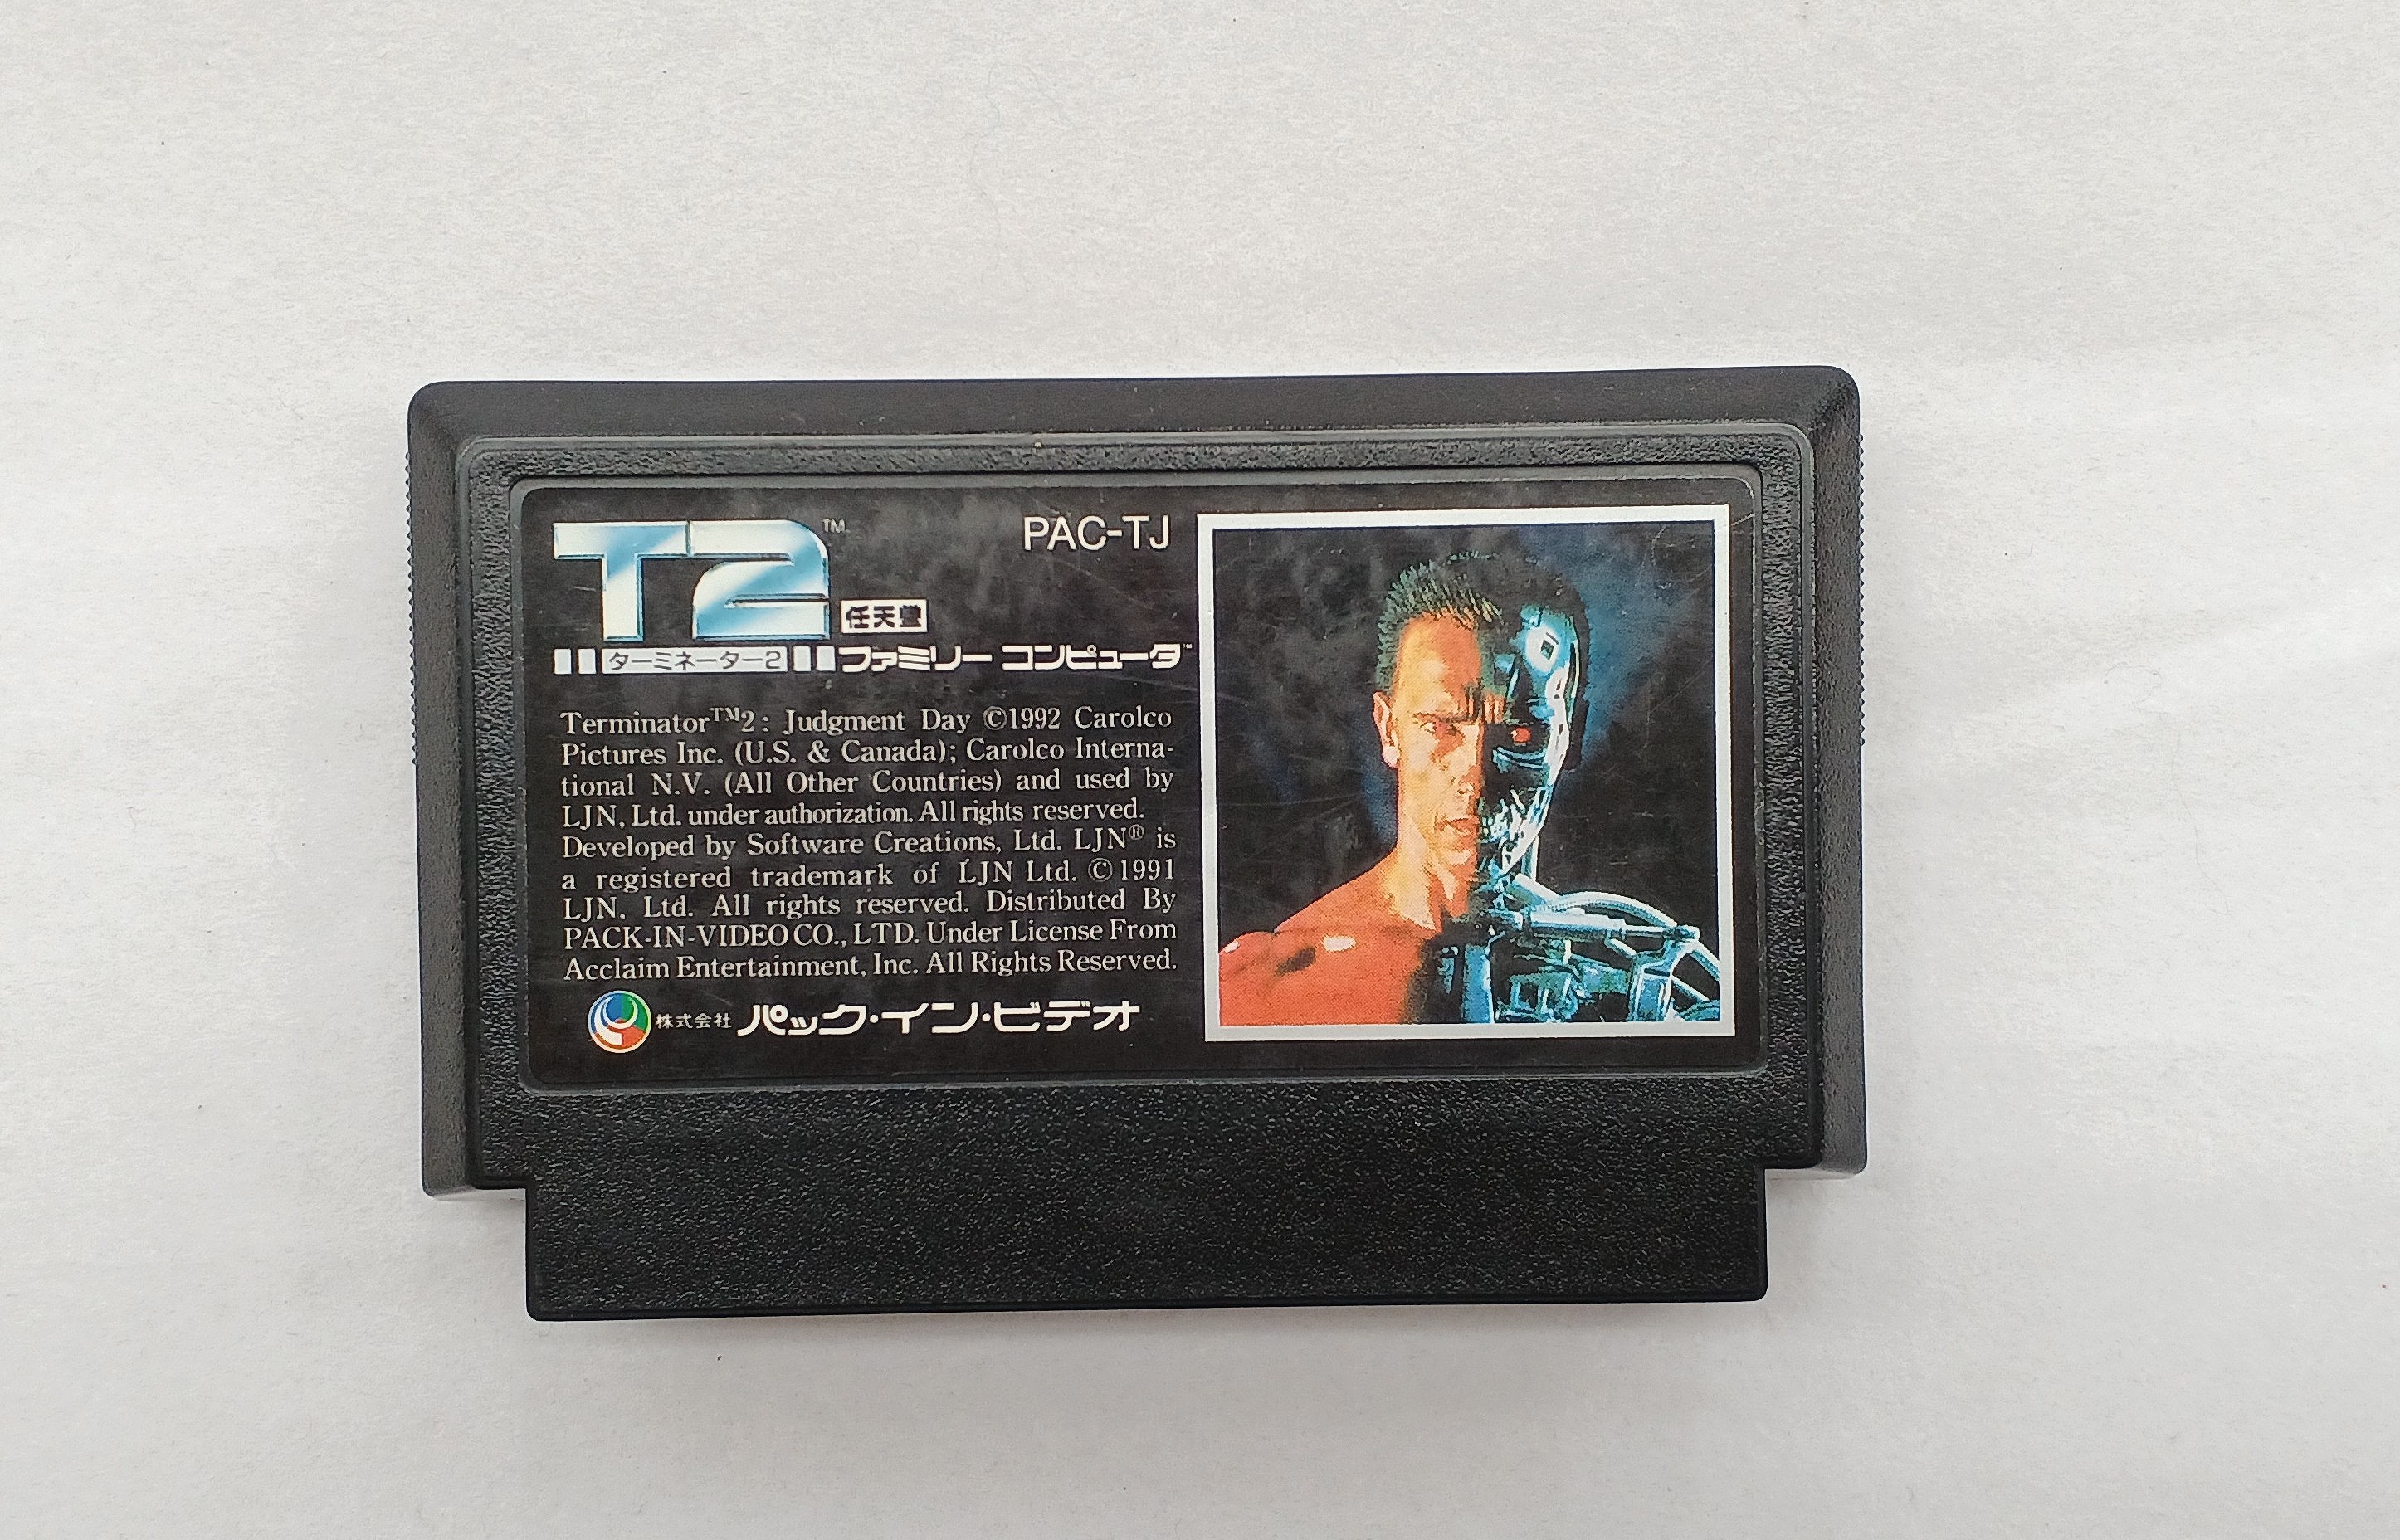 T2™
PAC-TJ
任天堂
ターミネーター2
ファミリー コンピュータ™
Terminator™2: Judgment Day ©1992 Carolco
Pictures Inc. (U.S. & Canada); Carolco Interna-
tional N.V. (All Other Countries) and used by
LJN, Ltd. under authorization. All rights reserved.
Developed by Software Creations, Ltd. LJN® is
a registered trademark of LJN Ltd. ©1991
LJN, Ltd. All rights reserved. Distributed By
PACK-IN-VIDEO CO., LTD. Under License From
Acclaim Entertainment, Inc. All Rights Reserved.
株式会社 パック・イン・ビデオ